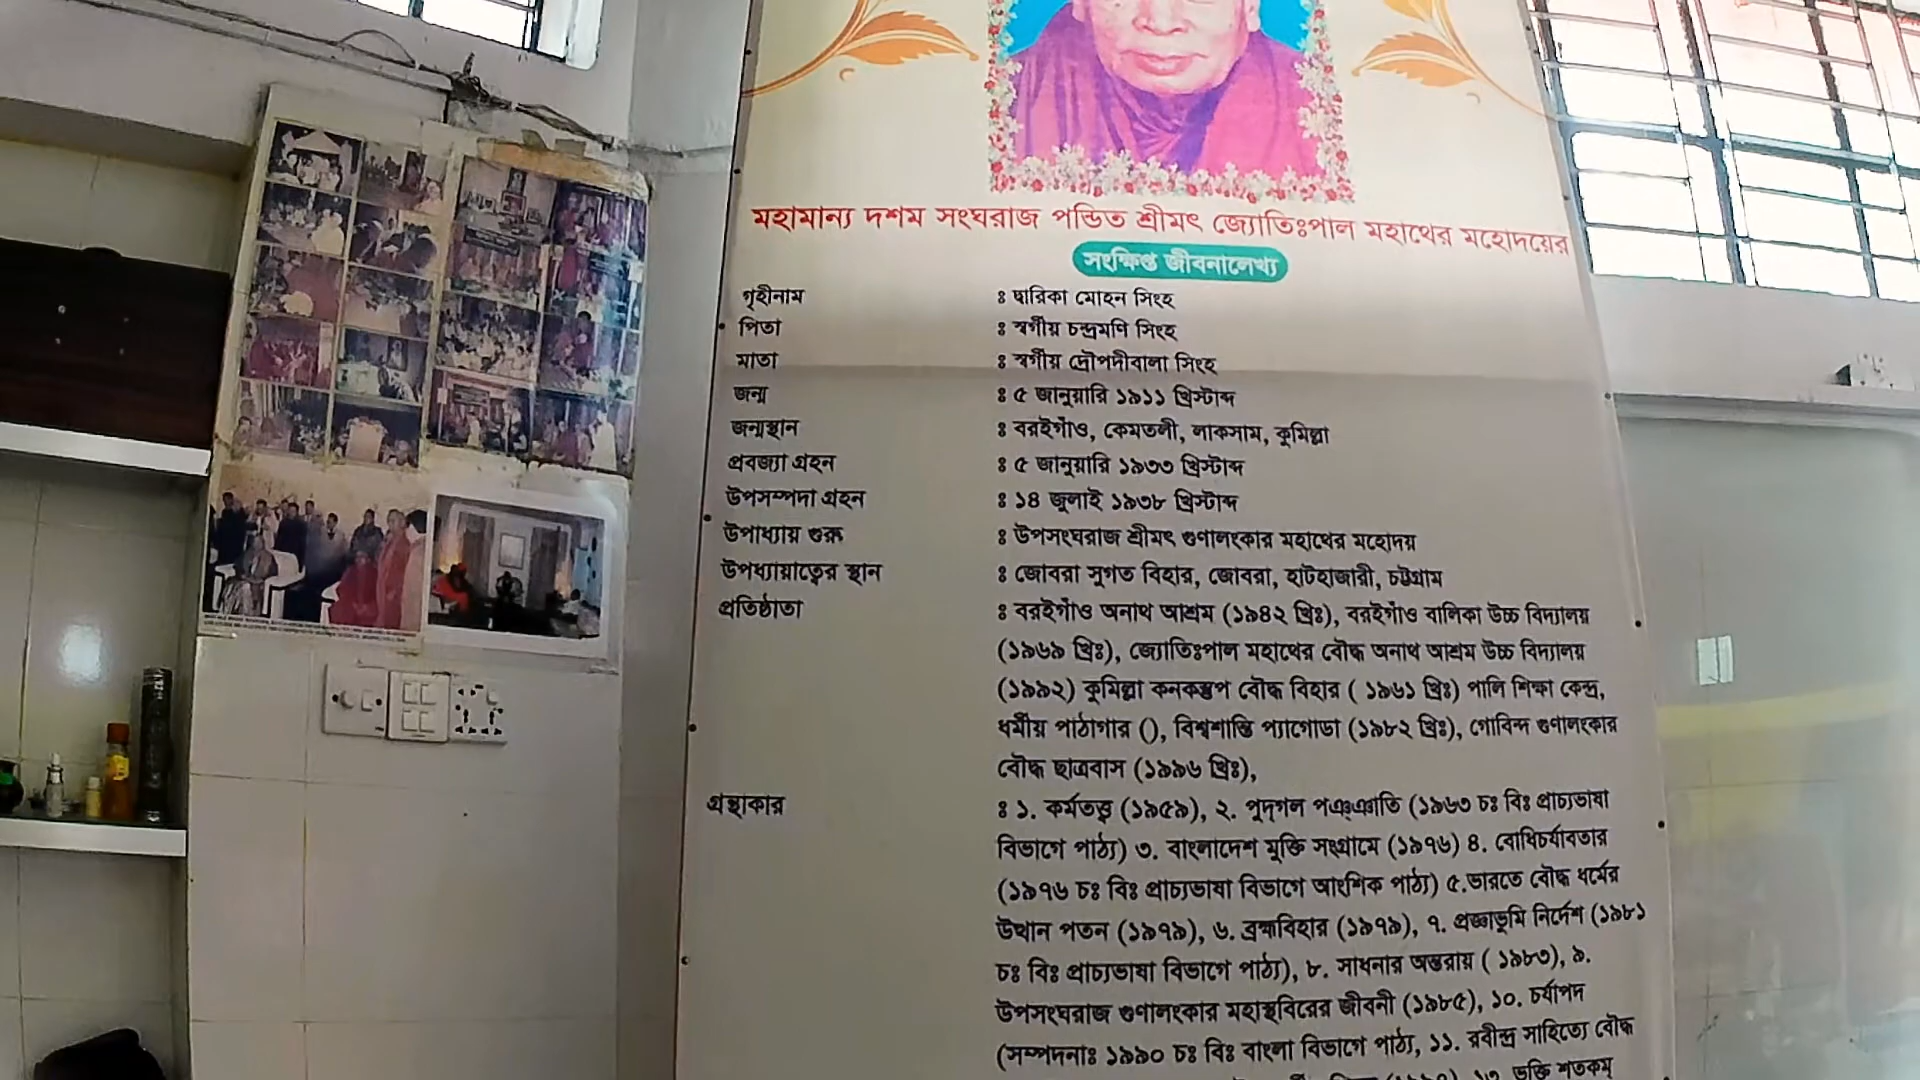 মহামান্য দশম সংঘরাজ পন্ডিত শ্রীমৎ জ্যোতিঃপাল মহাথের মহোদয়ের
সংক্ষিপ্ত জীবনালেখ্য
গৃহীনাম ঃ দ্বারিকা মোহন সিংহ
পিতা ঃ স্বর্গীয় চন্দ্রমণি সিংহ
মাতা ঃ স্বর্গীয় দ্রৌপদীবালা সিংহ
জন্ম ঃ ৫ জানুয়ারি ১৯১১ খ্রিস্টাব্দ
জন্মস্থান ঃ বরইগাঁও, কেমতলী, লাকসাম, কুমিল্লা
প্রবজ্যা গ্রহন ঃ ৫ জানুয়ারি ১৯৩৩ খ্রিস্টাব্দ
উপসম্পদা গ্রহন ঃ ১৪ জুলাই ১৯৩৮ খ্রিস্টাব্দ
উপাধ্যায় গুরু ঃ উপসংঘরাজ শ্রীমৎ গুণালংকার মহাথের মহোদয়
উপধ্যায়াত্বের স্থান ঃ জোবরা সুগত বিহার, জোবরা, হাটহাজারী, চট্টগ্রাম
প্রতিষ্ঠাতা ঃ বরইগাঁও অনাথ আশ্রম (১৯৪২ খ্রিঃ), বরইগাঁও বালিকা উচ্চ বিদ্যালয়
(১৯৬৯ খ্রিঃ), জ্যোতিঃপাল মহাথের বৌদ্ধ অনাথ আশ্রম উচ্চ বিদ্যালয়
(১৯৯২) কুমিল্লা কনকস্তুপ বৌদ্ধ বিহার ( ১৯৬১ খ্রিঃ) পালি শিক্ষা কেন্দ্র,
ধর্মীয় পাঠাগার (), বিশ্বশান্তি প্যাগোডা (১৯৮২ খ্রিঃ), গোবিন্দ গুণালংকার
বৌদ্ধ ছাত্রবাস (১৯৯৬ খ্রিঃ),
গ্রন্থাকার ঃ ১. কর্মতত্ত্ব (১৯৫৯), ২. পুদ্‌গল পঞ্‌ঞাতি (১৯৬৩ চঃ বিঃ প্রাচ্যভাষা
বিভাগে পাঠ্য) ৩. বাংলাদেশ মুক্তি সংগ্রামে (১৯৭৬) ৪. বোধিচর্যাবতার
(১৯৭৬ চঃ বিঃ প্রাচ্যভাষা বিভাগে আংশিক পাঠ্য) ৫.ভারতে বৌদ্ধ ধর্মের
উত্থান পতন (১৯৭৯), ৬. ব্রহ্মবিহার (১৯৭৯), ৭. প্রজ্ঞাভূমি নির্দেশ (১৯৮১
চঃ বিঃ প্রাচ্যভাষা বিভাগে পাঠ্য), ৮. সাধনার অন্তরায় ( ১৯৮৩), ৯.
উপসংঘরাজ গুণালংকার মহাস্থবিরের জীবনী (১৯৮৫), ১০. চর্যাপদ
(সম্পদনাঃ ১৯৯০ চঃ বিঃ বাংলা বিভাগে পাঠ্য, ১১. রবীন্দ্র সাহিত্যে বৌদ্ধ
১৩. ভক্তি শতকম্